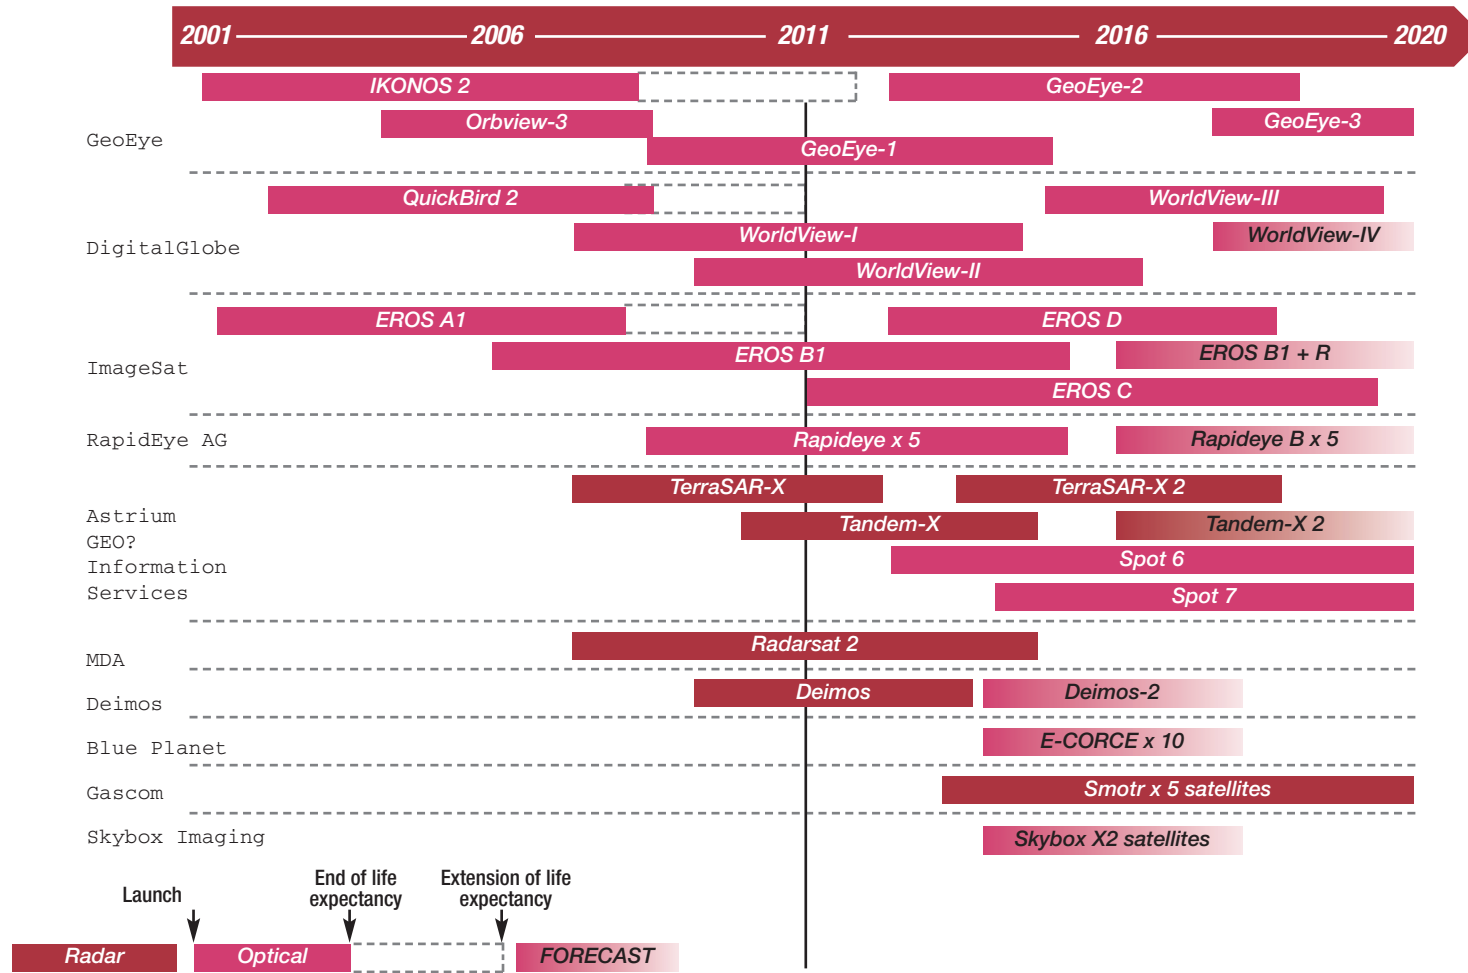 2001 2006 2011 2016 2020
IKONOS 2 GeoEye-2
Orbview-3 GeoEye-3
GeoEye
GeoEye-1
QuickBird 2 WorldView-III
WorldView-I WorldView-IV
DigitalGlobe
WorldView-II
EROS A1 EROS D
EROS B1 EROS B1 + R
ImageSat
EROS C
RapidEye AG Rapideye x 5 Rapideye B x 5
TerraSAR-X TerraSAR-X 2
Astrium Tandem-X Tandem-X 2
GEO?
Information Spot 6
Services Spot 7
Radarsat 2
MDA
Deimos Deimos Deimos-2
Blue Planet E-CORCE x 10
Gascom Smotr x 5 satellites
Skybox Imaging Skybox X2 satellites
Launch
End of life
expectancy
Extension of life
expectancy
Radar Optical FORECAST